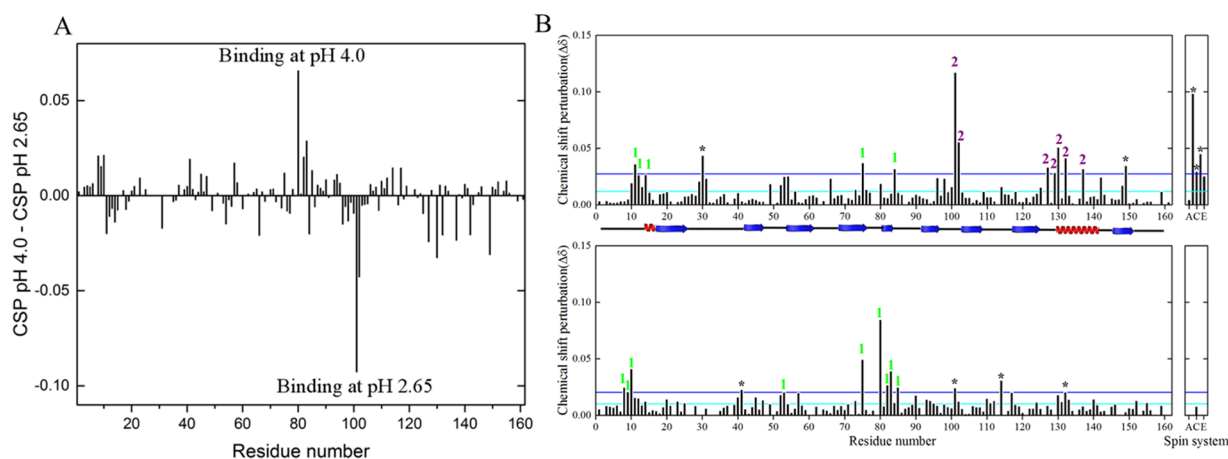 A
Binding at pH 4.0
0.05
0.00
-0.05
-0.10
CSP pH 4.0 - CSP pH 2.65
Binding at pH 2.65
20 40 60 80 100 120 140 160
Residue number
B
Chemical shift perturbation(Δδ)
0.15
0.10
0.05
0.00
1 1 1 * 1 1 2 2 2 2 2 2 2 *
* * *
0 10 20 30 40 50 60 70 80 90 100 110 120 130 140 150 160
ACE
Chemical shift perturbation(Δδ)
0.15
0.10
0.05
0.00
1 1 1 * 1 1 1 1 1 1 * * *
0 10 20 30 40 50 60 70 80 90 100 110 120 130 140 150 160
ACE
Residue number
Spin system